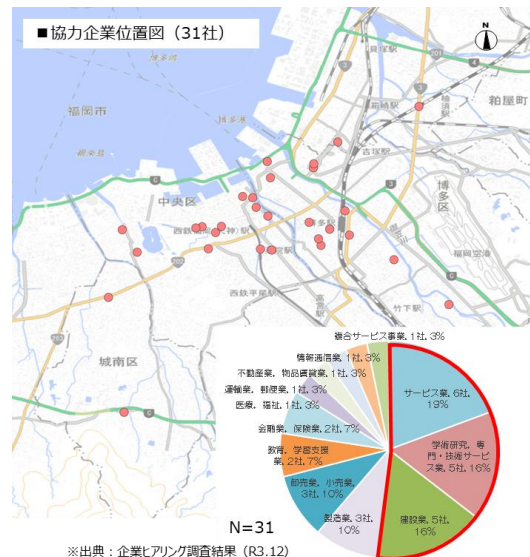 ■協力企業位置図（31社）
N
貝塚駅
箱崎駅
粕屋町
福岡市
博多湾
吉塚駅
中央区
博多区
西鉄福岡(天神)駅
博多駅
福岡空港
竹下駅
西鉄平尾駅
高宮駅
城南区
202
3
6
複合サービス事業, 1社, 3%
情報通信業, 1社, 3%
不動産業，物品賃貸業, 1社, 3%
運輸業，郵便業, 1社, 3%
医療，福祉, 1社, 3%
金融業，保険業, 2社, 7%
教育，学習支援
業, 2社, 7%
卸売業，小売業,
3社, 10%
製造業, 3社,
10%
サービス業, 6社,
19%
学術研究，専
門・技術サービ
ス業, 5社, 16%
建設業, 5社,
16%
N=31
※出典：企業ヒアリング調査結果（R3.12）